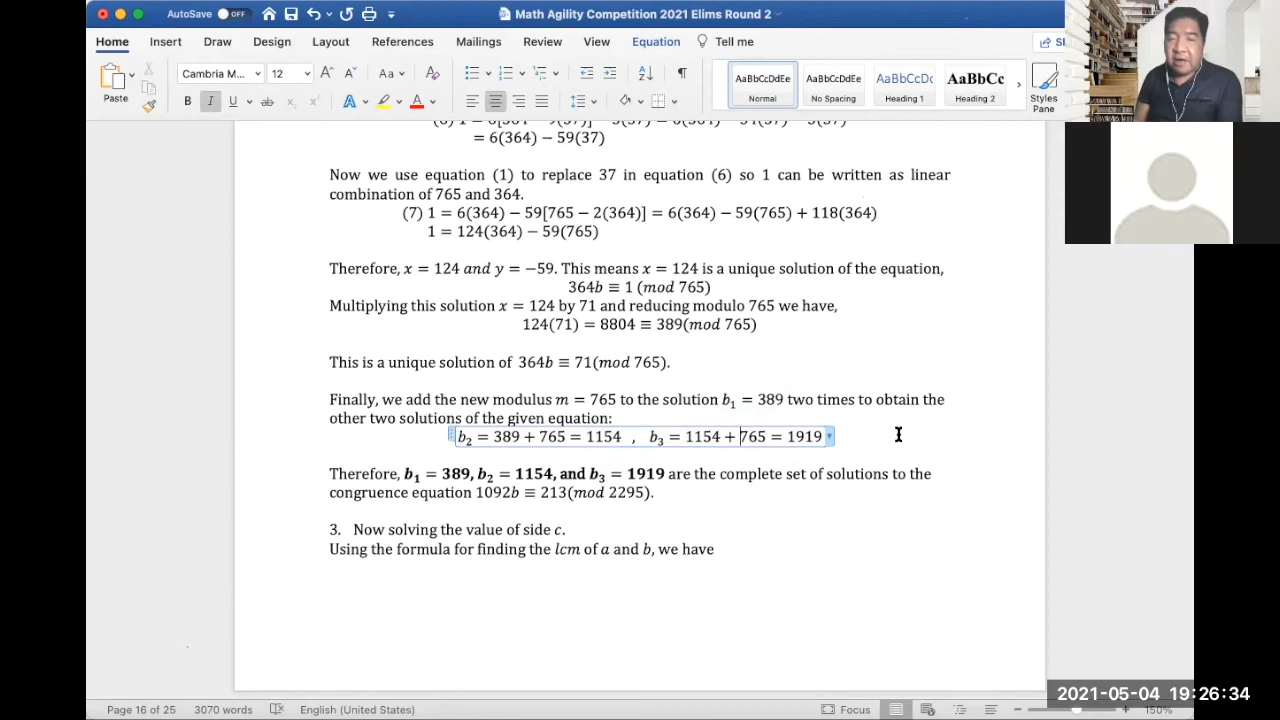 AutoSave OFF Math Agility Competition 2021 Elims Round 2
Home Insert Draw Design Layout References Mailings Review View Equation Tell me
Paste Cambria M... 12 Aa AaBbCcDdEe AaBbCcDdEe AaBbCcDc AaBbCc Styles
Normal No Spacing Heading 1 Heading 2 Pane
= 6(364) − 59(37)
Now we use equation (1) to replace 37 in equation (6) so 1 can be written as linear
combination of 765 and 364.
(7) 1 = 6(364) − 59[765 − 2(364)] = 6(364) − 59(765) + 118(364)
1 = 124(364) − 59(765)
Therefore, x = 124 and y = −59. This means x = 124 is a unique solution of the equation,
364b ≡ 1 (mod 765)
Multiplying this solution x = 124 by 71 and reducing modulo 765 we have,
124(71) = 8804 ≡ 389(mod 765)
This is a unique solution of 364b ≡ 71(mod 765).
Finally, we add the new modulus m = 765 to the solution b₁ = 389 two times to obtain the
other two solutions of the given equation:
b₂ = 389 + 765 = 1154 , b₃ = 1154 + 765 = 1919
Therefore, b₁ = 389, b₂ = 1154, and b₃ = 1919 are the complete set of solutions to the
congruence equation 1092b ≡ 213(mod 2295).
3. Now solving the value of side c.
Using the formula for finding the lcm of a and b, we have
2021-05-04 19:26:34
Page 16 of 25 3070 words English (United States) Focus 150%